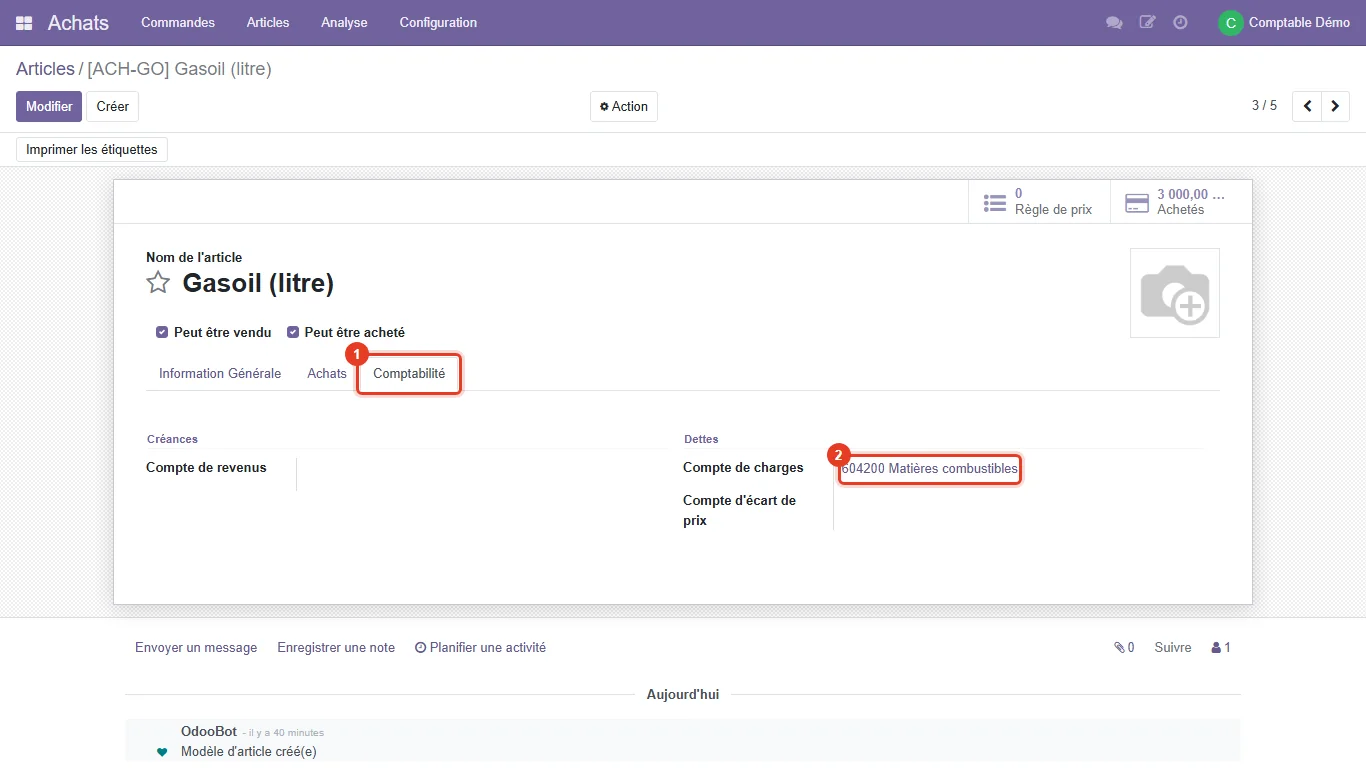 Achats Commandes Articles Analyse Configuration C Comptable Démo
Articles / [ACH-GO] Gasoil (litre)
Modifier Créer Action 3 / 5
Imprimer les étiquettes
0
Règle de prix
3 000,00 ...
Achetés
Nom de l'article
Gasoil (litre)
Peut être vendu Peut être acheté
1
Information Générale Achats Comptabilité
Créances Dettes
2
Compte de revenus Compte de charges 604200 Matières combustibles
Compte d'écart de
prix
Envoyer un message Enregistrer une note Planifier une activité 0 Suivre 1
Aujourd'hui
OdooBot - il y a 40 minutes
Modèle d'article créé(e)